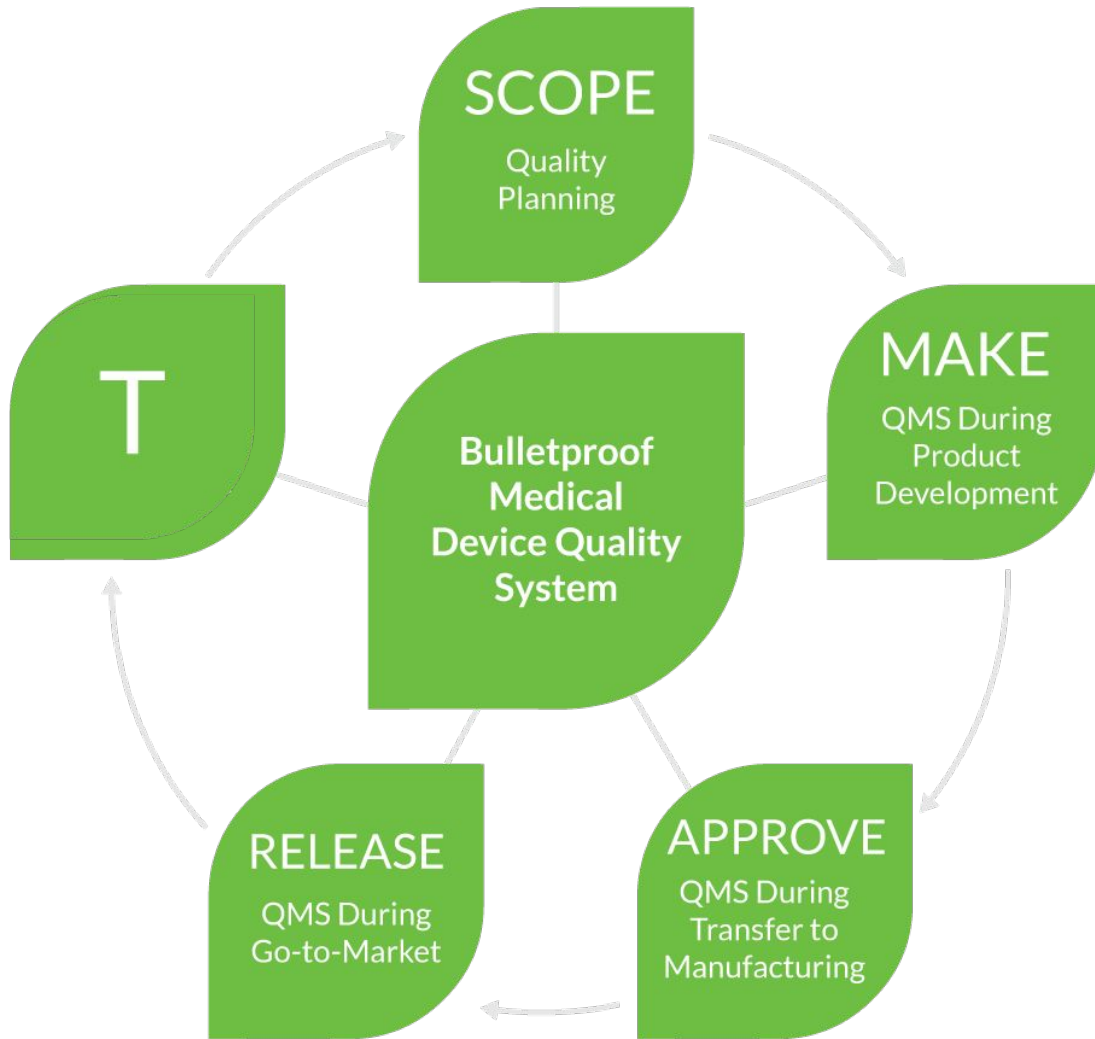 SCOPE
Quality
Planning
MAKE
QMS During
Product
Development
APPROVE
QMS During
Transfer to
Manufacturing
RELEASE
QMS During
Go-to-Market
T
Bulletproof
Medical
Device Quality
System